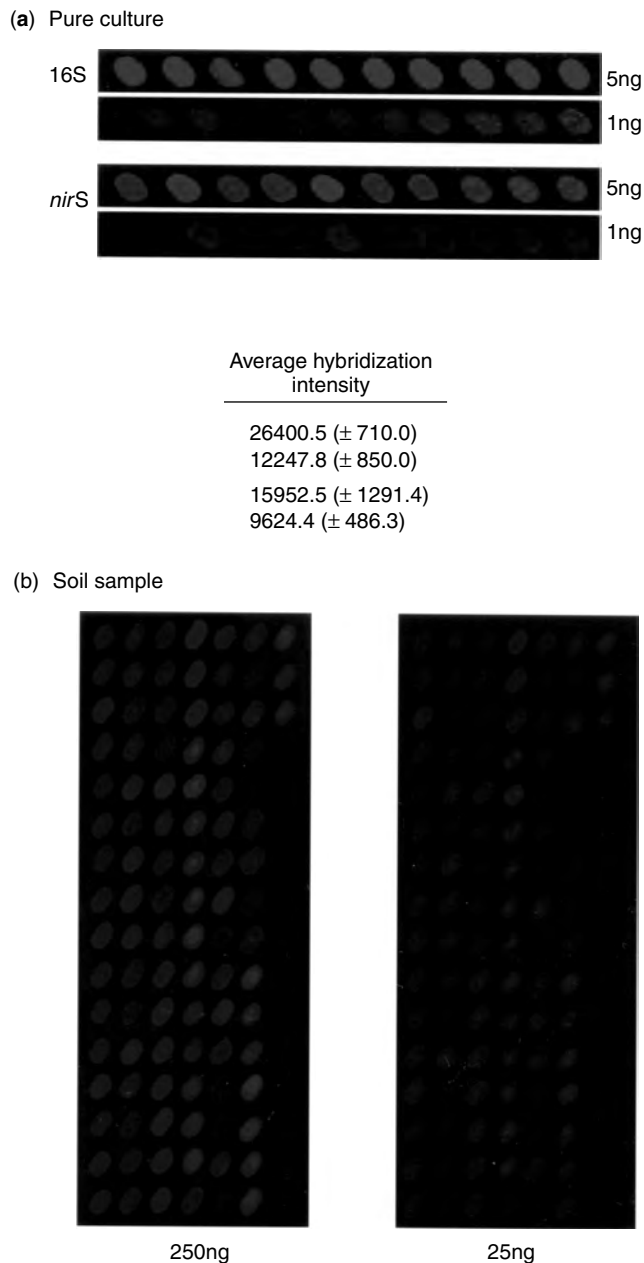 (a) Pure culture
16S
5ng
1ng
nirS
5ng
1ng
Average hybridization
intensity
26400.5 (± 710.0)
12247.8 (± 850.0)
15952.5 (± 1291.4)
9624.4 (± 486.3)
(b) Soil sample
250ng
25ng